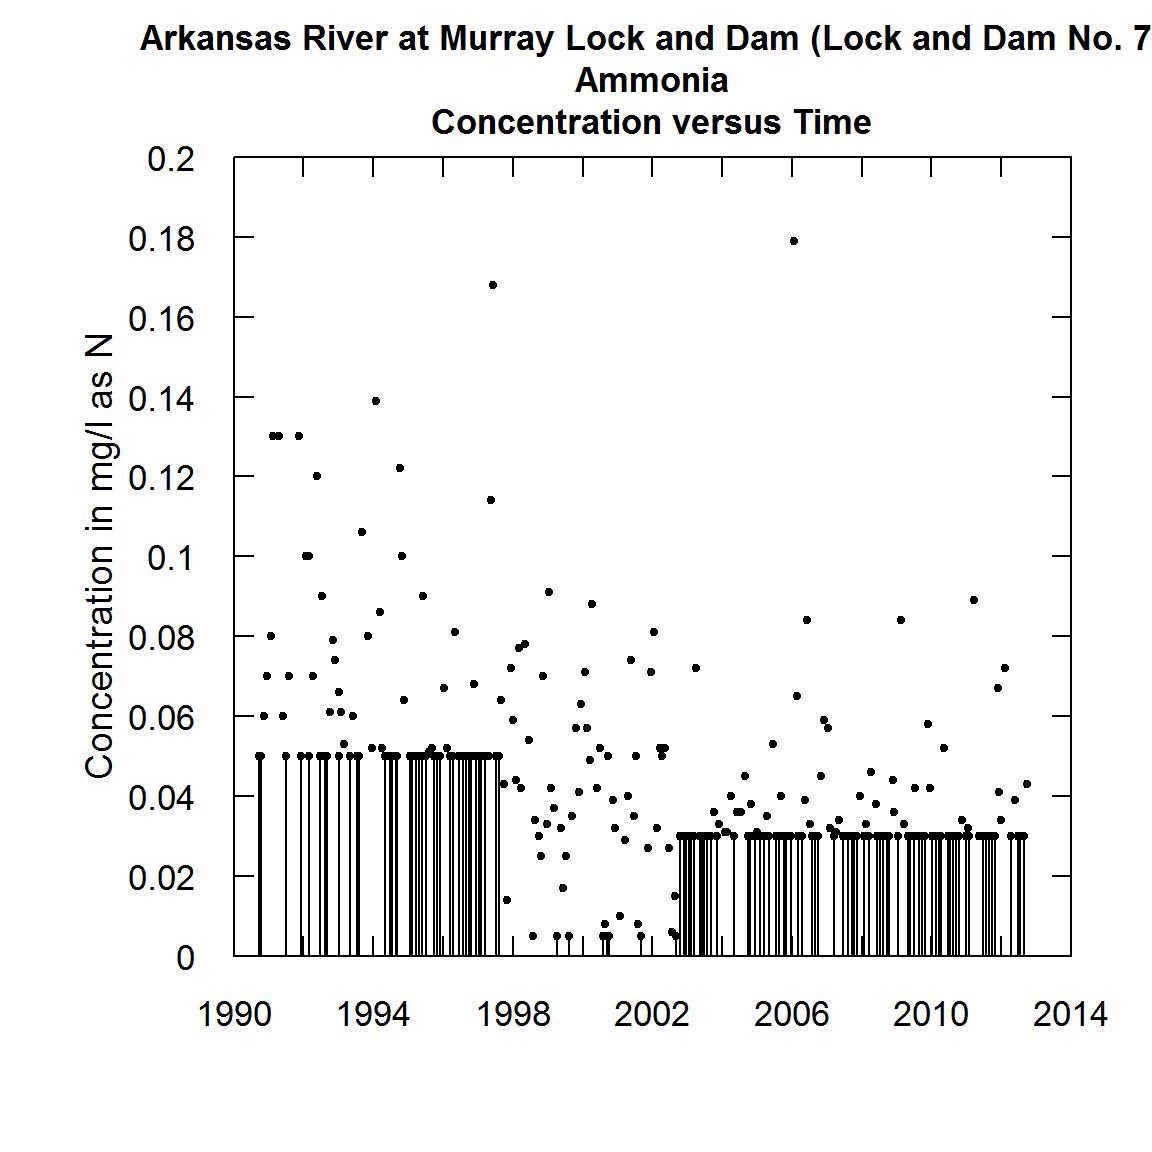 Arkansas River at Murray Lock and Dam (Lock and Dam No. 7
Ammonia
Concentration versus Time
Concentration in mg/l as N
0.2
0.18
0.16
0.14
0.12
0.1
0.08
0.06
0.04
0.02
0
1990 1994 1998 2002 2006 2010 2014